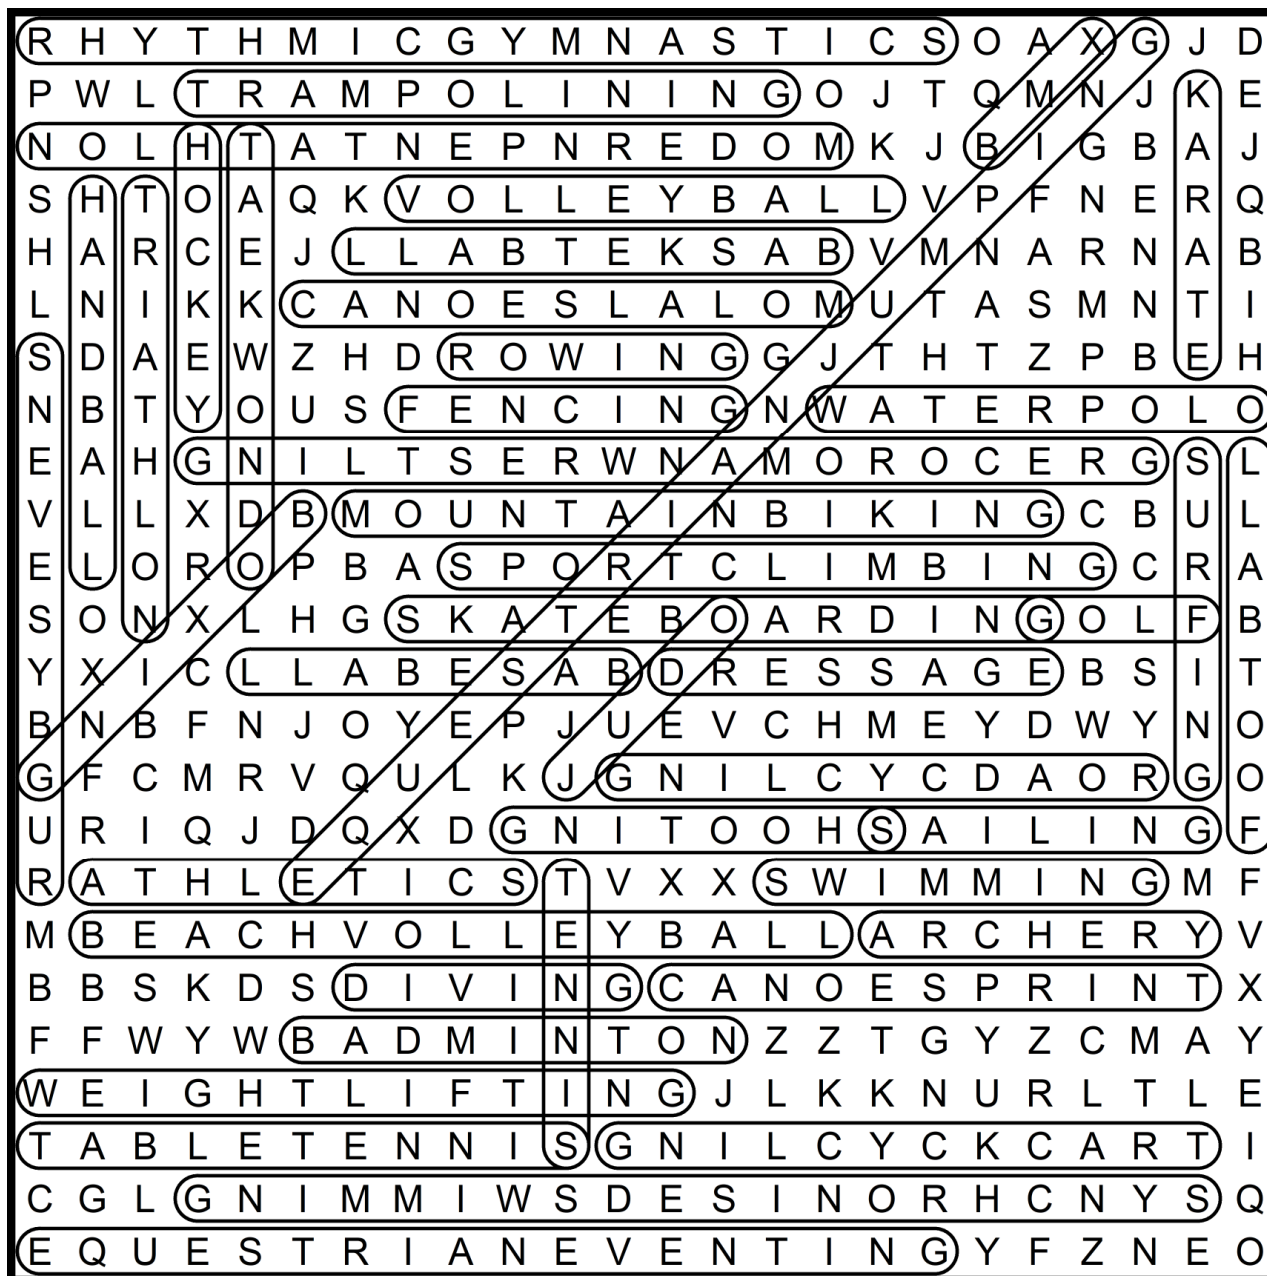 R H Y T H M I C G Y M N A S T I C S O A X G J D
P W L T R A M P O L I N I N G O J T Q M N J K E
N O L H T A T N E P N R E D O M K J B I G B A J
S H T O A Q K V O L L E Y B A L L V P F N E R Q
H A R C E J L L A B T E K S A B V M N A R N A B
L N I K K C A N O E S L A L O M U T A S M N T I
S D A E W Z H D R O W I N G G J T H T Z P B E H
N B T Y O U S F E N C I N G N W A T E R P O L O
E A H G N I L T S E R W N A M O R O C E R G S L
V L L X D B M O U N T A I N B I K I N G C B U L
E L O R O P B A S P O R T C L I M B I N G C R A
S O N X L H G S K A T E B O A R D I N G O L F B
Y X I C L L A B E S A B D R E S S A G E B S I T
B N B F N J O Y E P J U E V C H M E Y D W Y N O
G F C M R V Q U L K J G N I L C Y C D A O R G O
U R I Q J D Q X D G N I T O O H S A I L I N G F
R A T H L E T I C S T V X X S W I M M I N G M F
M B E A C H V O L L E Y B A L L A R C H E R Y V
B B S K D S D I V I N G C A N O E S P R I N T X
F F W Y W B A D M I N T O N Z Z T G Y Z C M A Y
W E I G H T L I F T I N G J L K K N U R L T L E
T A B L E T E N N I S G N I L C Y C K C A R T I
C G L G N I M M I W S D E S I N O R H C N Y S Q
E Q U E S T R I A N E V E N T I N G Y F Z N E O